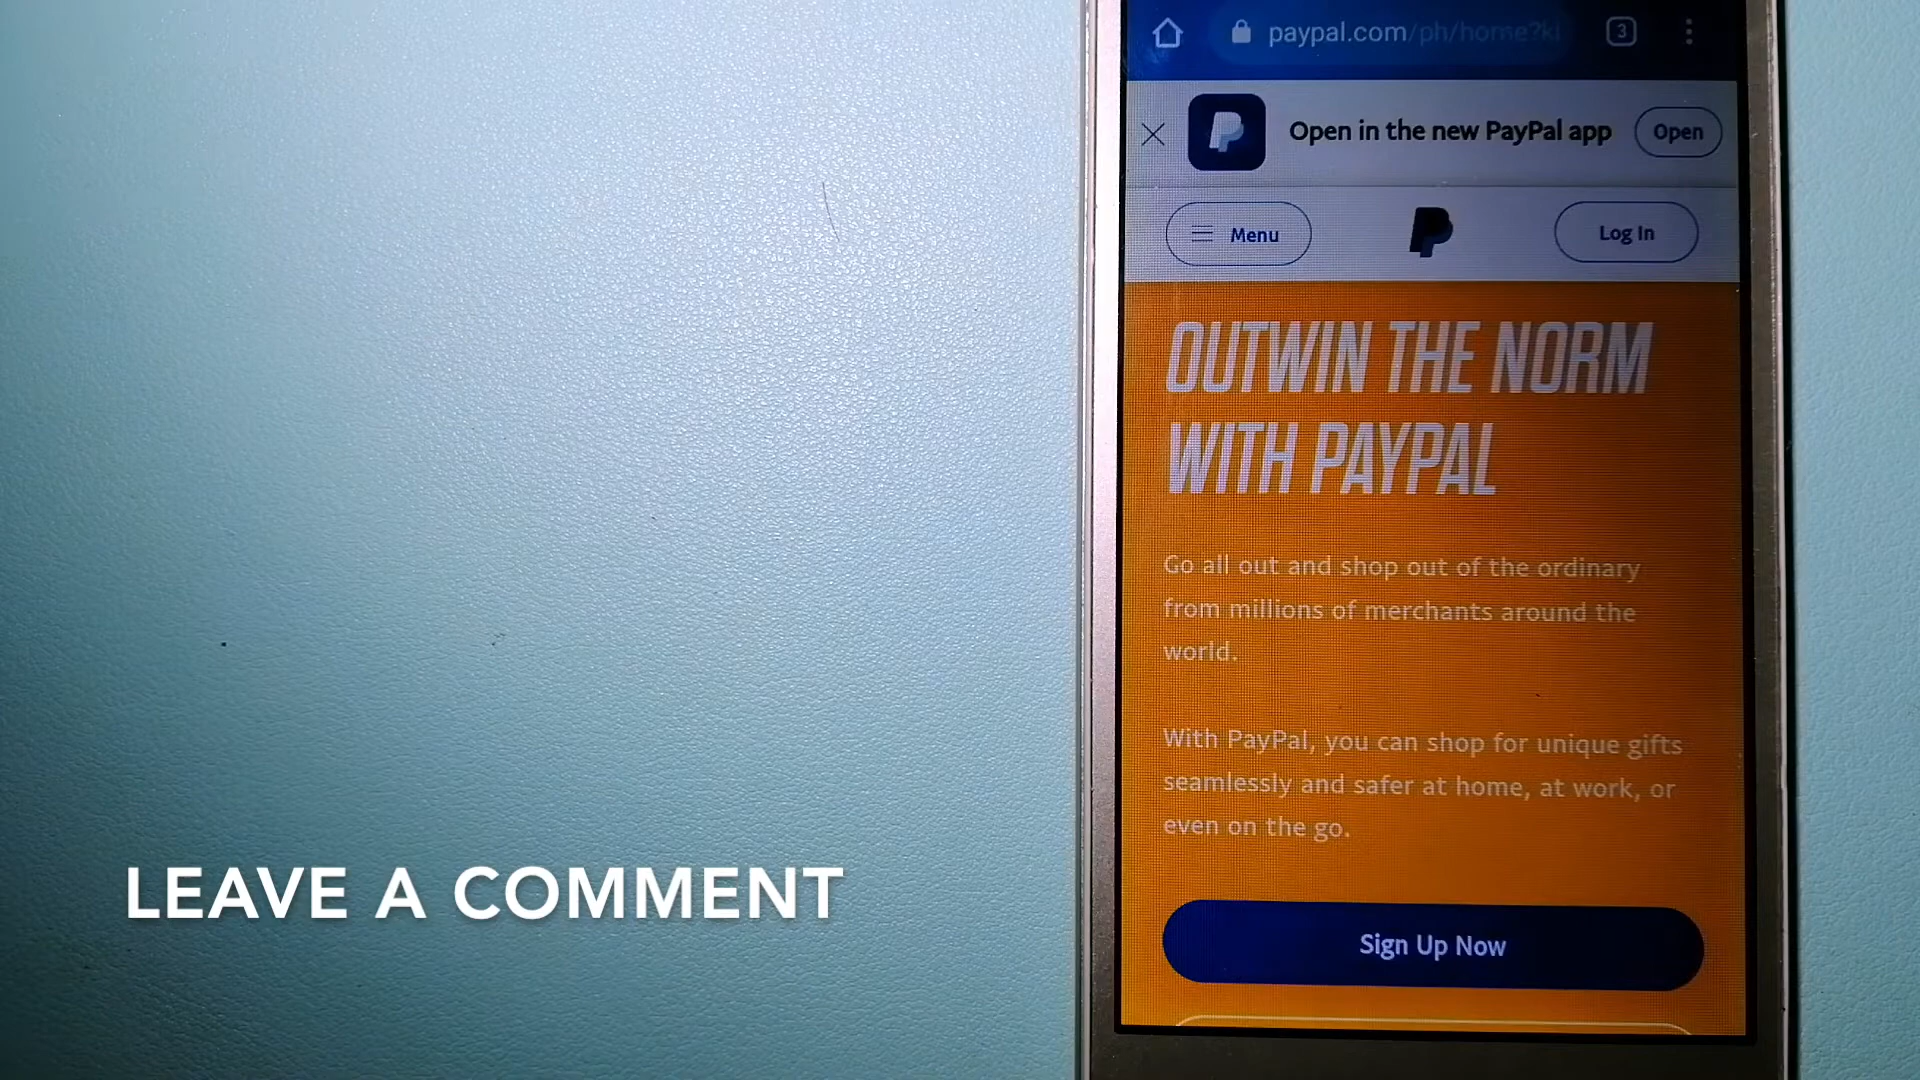 paypal.com/ph/home?kl
3
Open in the new PayPal app
Open
Menu
Log In
OUTWIN THE NORM
WITH PAYPAL
Go all out and shop out of the ordinary
from millions of merchants around the
world.
With PayPal, you can shop for unique gifts
seamlessly and safer at home, at work, or
even on the go.
Sign Up Now
LEAVE A COMMENT